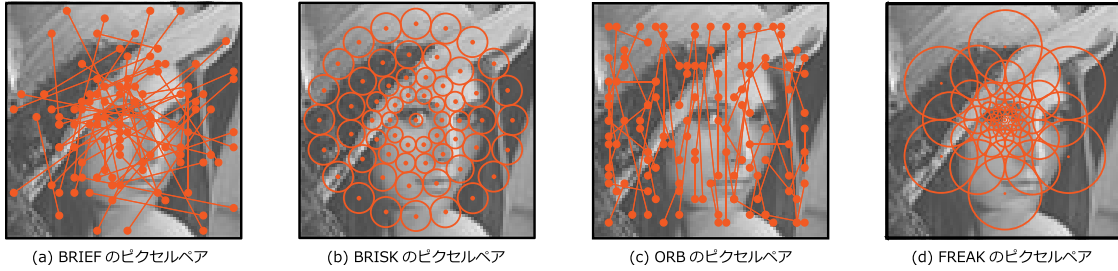 (a) BRIEF のピクセルペア
(b) BRISK のピクセルペア
(c) ORB のピクセルペア
(d) FREAK のピクセルペア